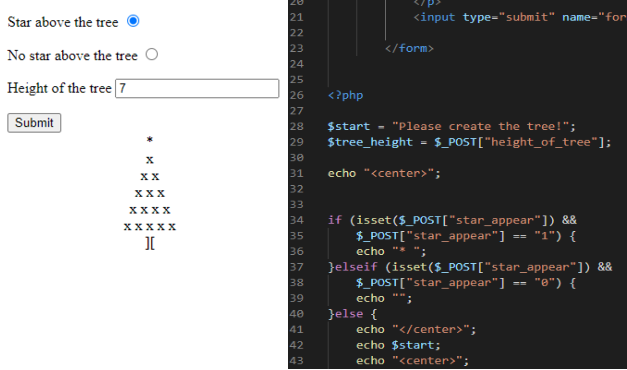 Star above the tree
No star above the tree
Height of the tree 7
Submit
*
x
x x
x x x
x x x x
x x x x x
][
20 </p>
21 <input type="submit" name="for
22
23 </form>
24
25
26 <?php
27
28 $start = "Please create the tree!";
29 $tree_height = $_POST["height_of_tree"];
30
31 echo "<center>";
32
33
34 if (isset($_POST["star_appear"]) &&
35 $_POST["star_appear"] == "1") {
36 echo "* ";
37 }elseif (isset($_POST["star_appear"]) &&
38 $_POST["star_appear"] == "0") {
39 echo "";
40 }else {
41 echo "</center>";
42 echo $start;
43 echo "<center>";